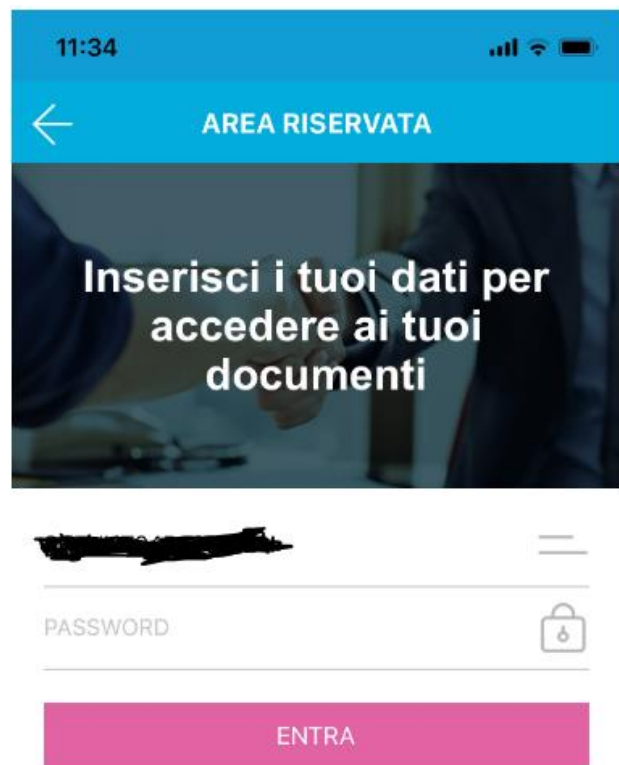 11:34
AREA RISERVATA
Inserisci i tuoi dati per
accedere ai tuoi
documenti
PASSWORD
ENTRA